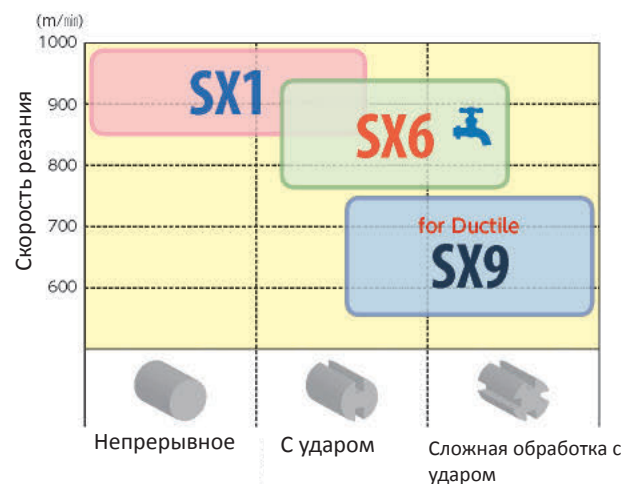 (m/min)
1000
900
800
700
600
Скорость резания
SX1
SX6
for Ductile
SX9
Непрерывное
С ударом
Сложная обработка с
ударом